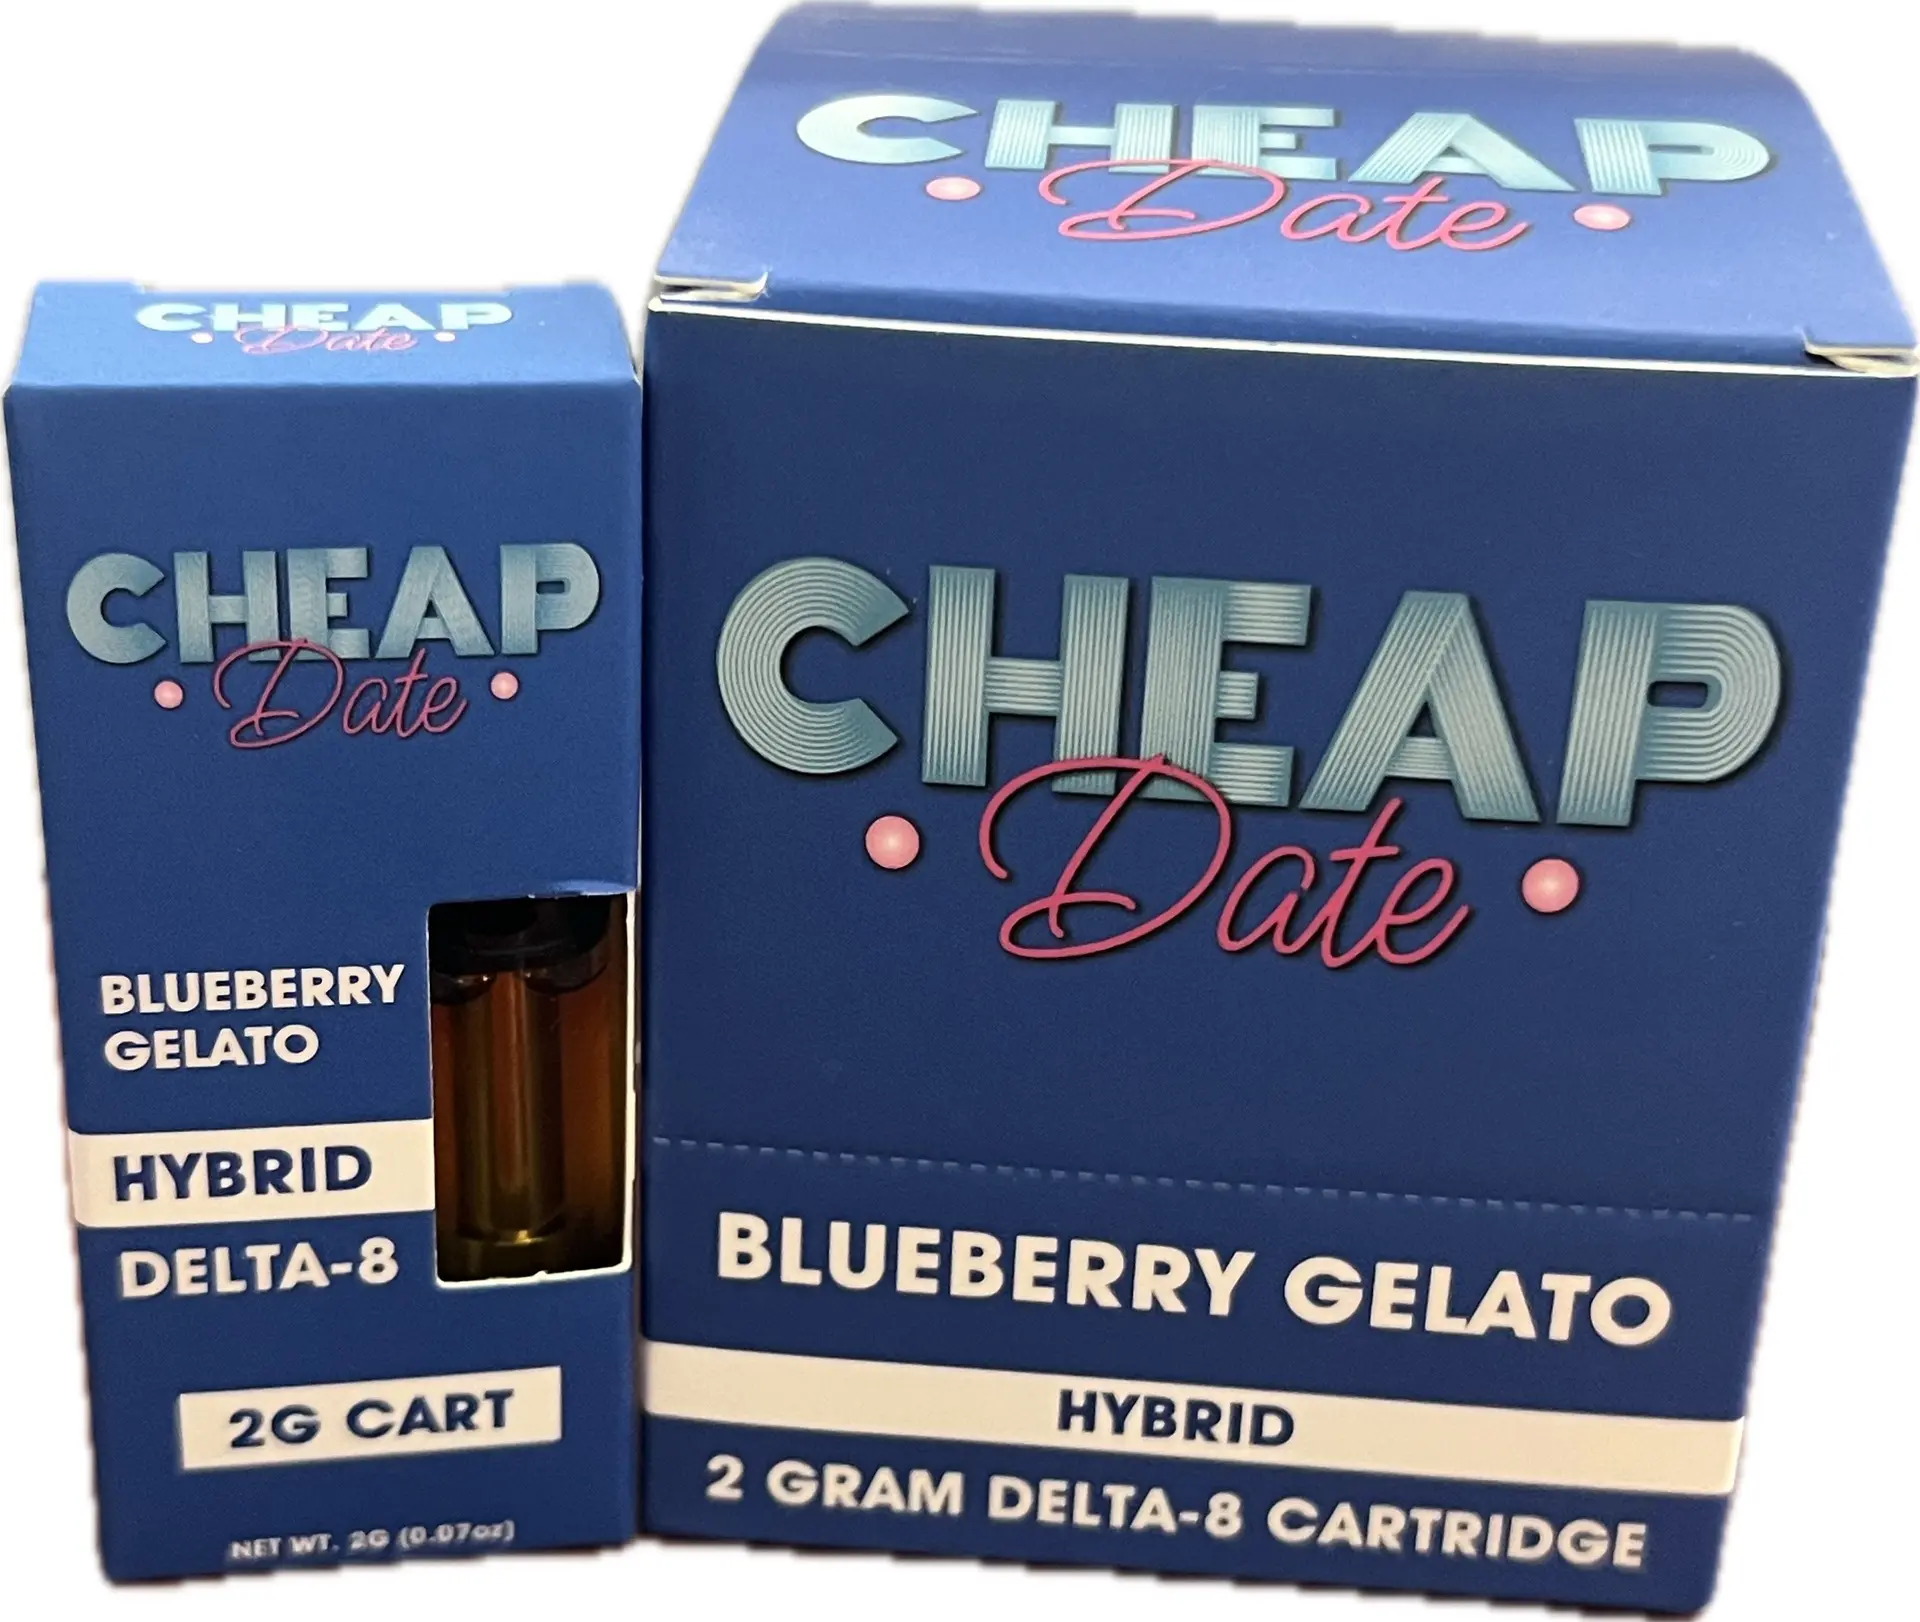 CHEAP
Date
CHEAP
Date
BLUEBERRY
GELATO
HYBRID
DELTA-8
2G CART
NET WT. 2G (0.07oz)
CHEAP
Date
CHEAP
Date
BLUEBERRY GELATO
HYBRID
2 GRAM DELTA-8 CARTRIDGE